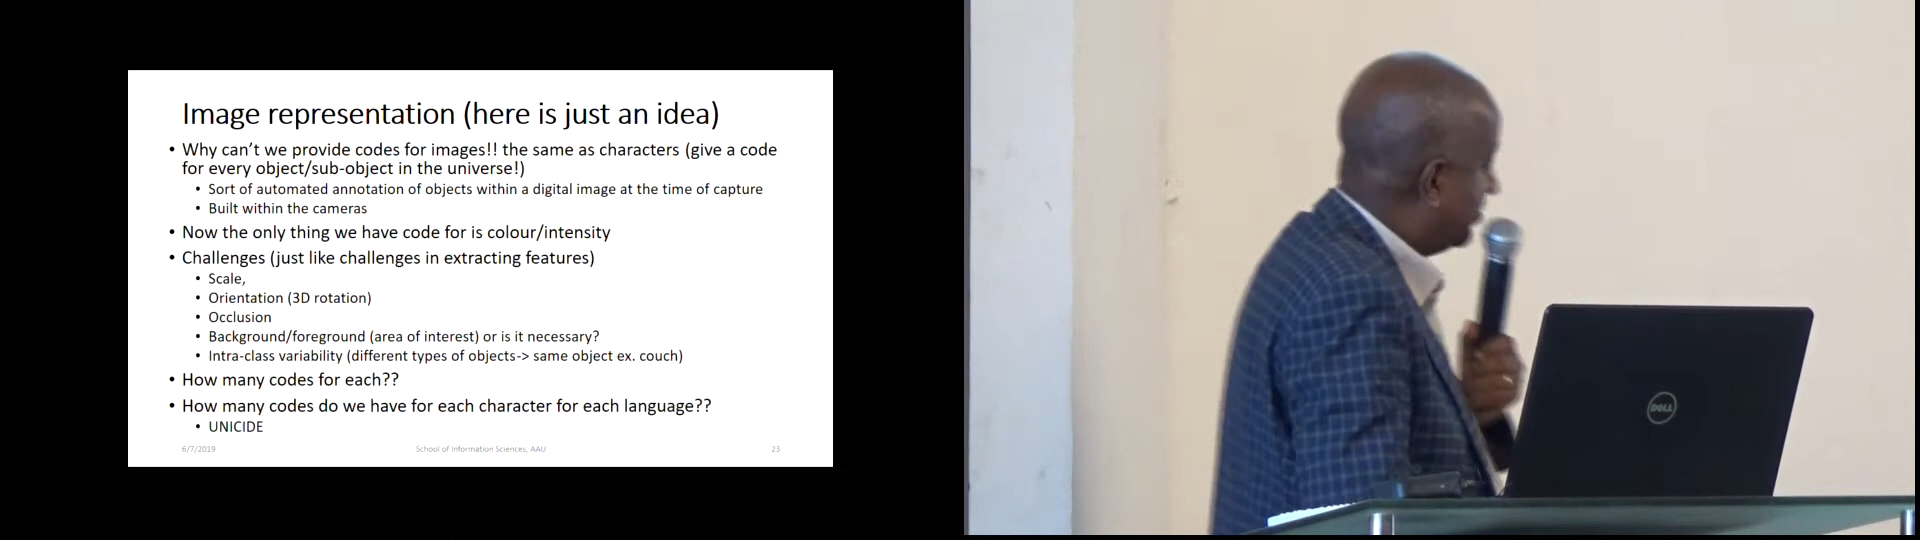 Image representation (here is just an idea)
• Why can't we provide codes for images!! the same as characters (give a code
for every object/sub-object in the universe!)
• Sort of automated annotation of objects within a digital image at the time of capture
• Built within the cameras
• Now the only thing we have code for is colour/intensity
• Challenges (just like challenges in extracting features)
• Scale,
• Orientation (3D rotation)
• Occlusion
• Background/foreground (area of interest) or is it necessary?
• Intra-class variability (different types of objects-> same object ex. couch)
• How many codes for each??
• How many codes do we have for each character for each language??
• UNICIDE
6/7/2019 School of Information Sciences, AAU 23
DELL